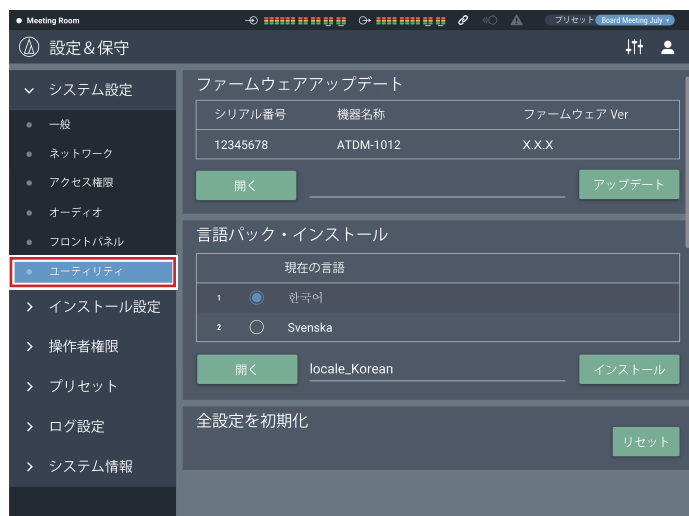 Meeting Room
プリセット Board Meeting July
設定＆保守
システム設定
一般
ネットワーク
アクセス権限
オーディオ
フロントパネル
ユーティリティ
インストール設定
操作者権限
プリセット
ログ設定
システム情報
ファームウェアアップデート
シリアル番号 機器名称 ファームウェア Ver
12345678 ATDM-1012 X.X.X
開く アップデート
言語パック・インストール
現在の言語
1 한국어
2 Svenska
開く locale_Korean インストール
全設定を初期化
リセット